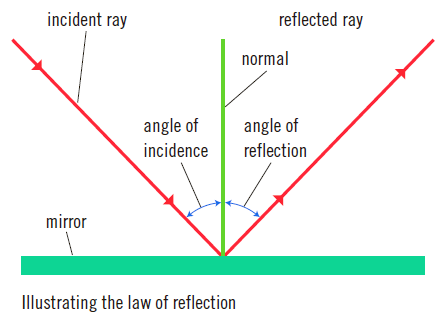 incident ray
reflected ray
normal
angle of
incidence
angle of
reflection
mirror
Illustrating the law of reflection